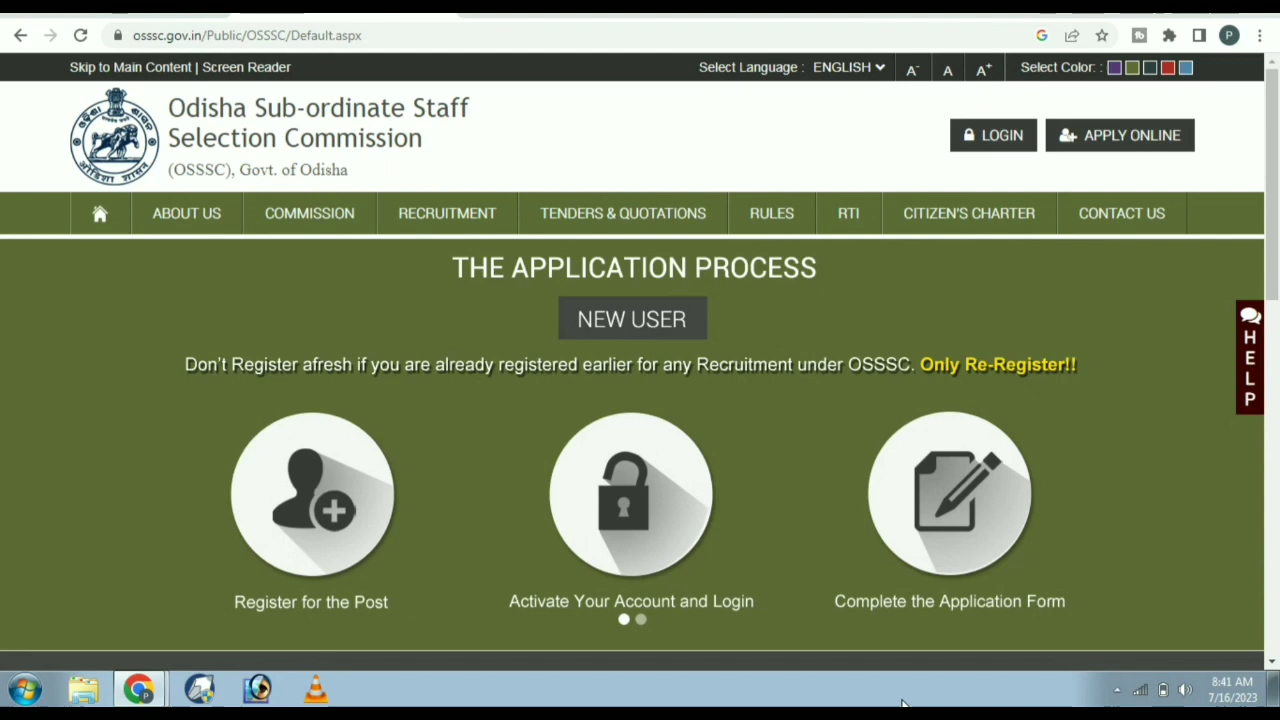 osssc.gov.in/Public/OSSSC/Default.aspx
P
Skip to Main Content | Screen Reader
Select Language : ENGLISH
A- A A+
Select Color: :
Odisha Sub-ordinate Staff
Selection Commission
(OSSSC), Govt. of Odisha
LOGIN
APPLY ONLINE
ABOUT US COMMISSION RECRUITMENT TENDERS & QUOTATIONS RULES RTI CITIZEN'S CHARTER CONTACT US
THE APPLICATION PROCESS
NEW USER
Don't Register afresh if you are already registered earlier for any Recruitment under OSSSC. Only Re-Register!!
HELP
Register for the Post
Activate Your Account and Login
Complete the Application Form
8:41 AM
7/16/2023